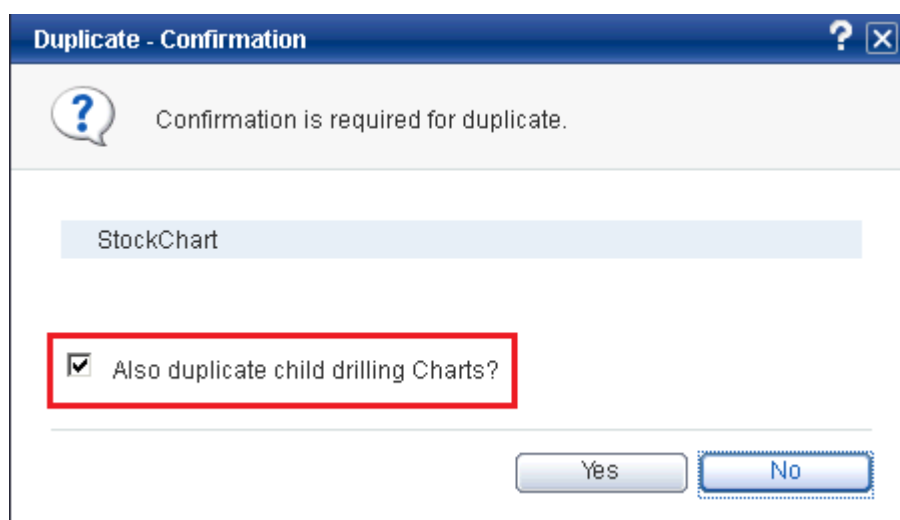 Duplicate - Confirmation ?
?
Confirmation is required for duplicate.
StockChart
Also duplicate child drilling Charts?
Yes No